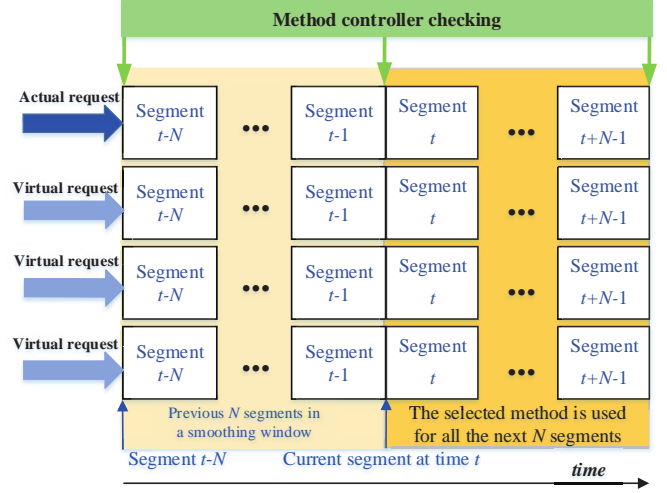 Method controller checking
Actual request
Segment
t-N
•••
Segment
t-1
Segment
t
•••
Segment
t+N-1
Virtual request
Segment
t-N
•••
Segment
t-1
Segment
t
•••
Segment
t+N-1
Virtual request
Segment
t-N
•••
Segment
t-1
Segment
t
•••
Segment
t+N-1
Virtual request
Segment
t-N
•••
Segment
t-1
Segment
t
•••
Segment
t+N-1
Previous N segments in
a smoothing window
The selected method is used
for all the next N segments
Segment t-N
Current segment at time t
time